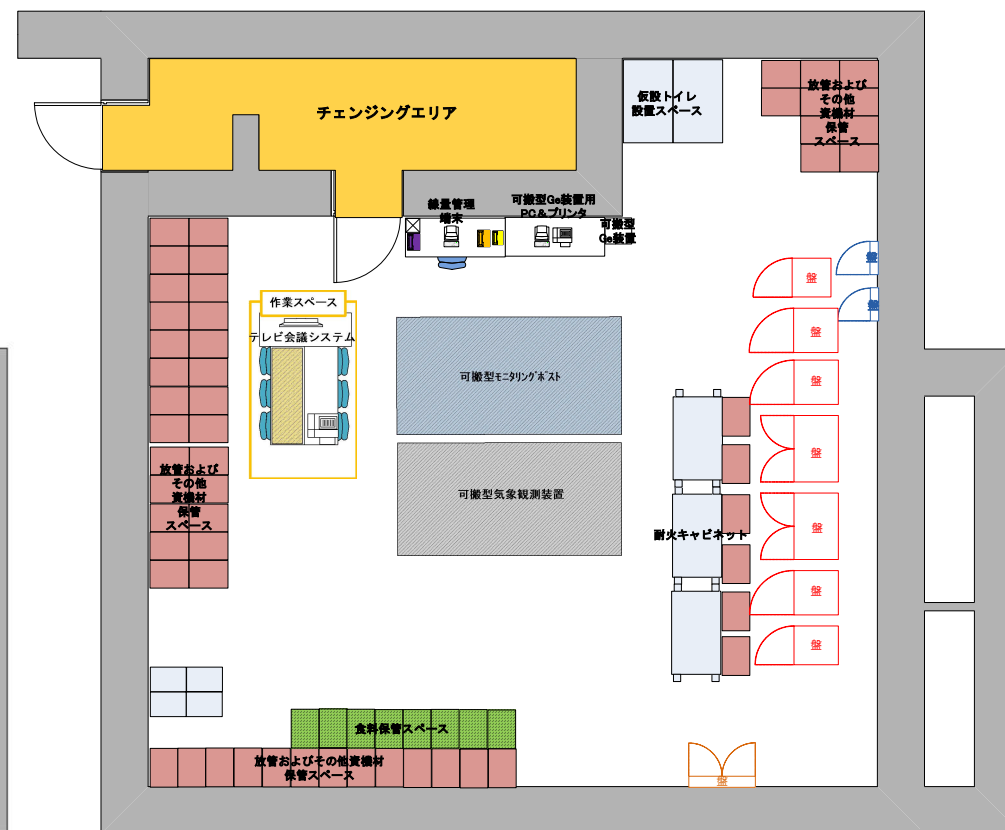 チェンジングエリア
仮設トイレ
設置スペース
放管および
その他
資機材
保管
スペース
線量管理
端末
可搬型Ge装置用
PC&プリンタ
可搬型
Ge装置
盤
盤
盤
盤
盤
盤
盤
盤
盤
作業スペース
テレビ会議システム
可搬型モニタリングポスト
可搬型気象観測装置
放管および
その他
資機材
保管
スペース
耐火キャビネット
食料保管スペース
放管およびその他資機材
保管スペース
盤